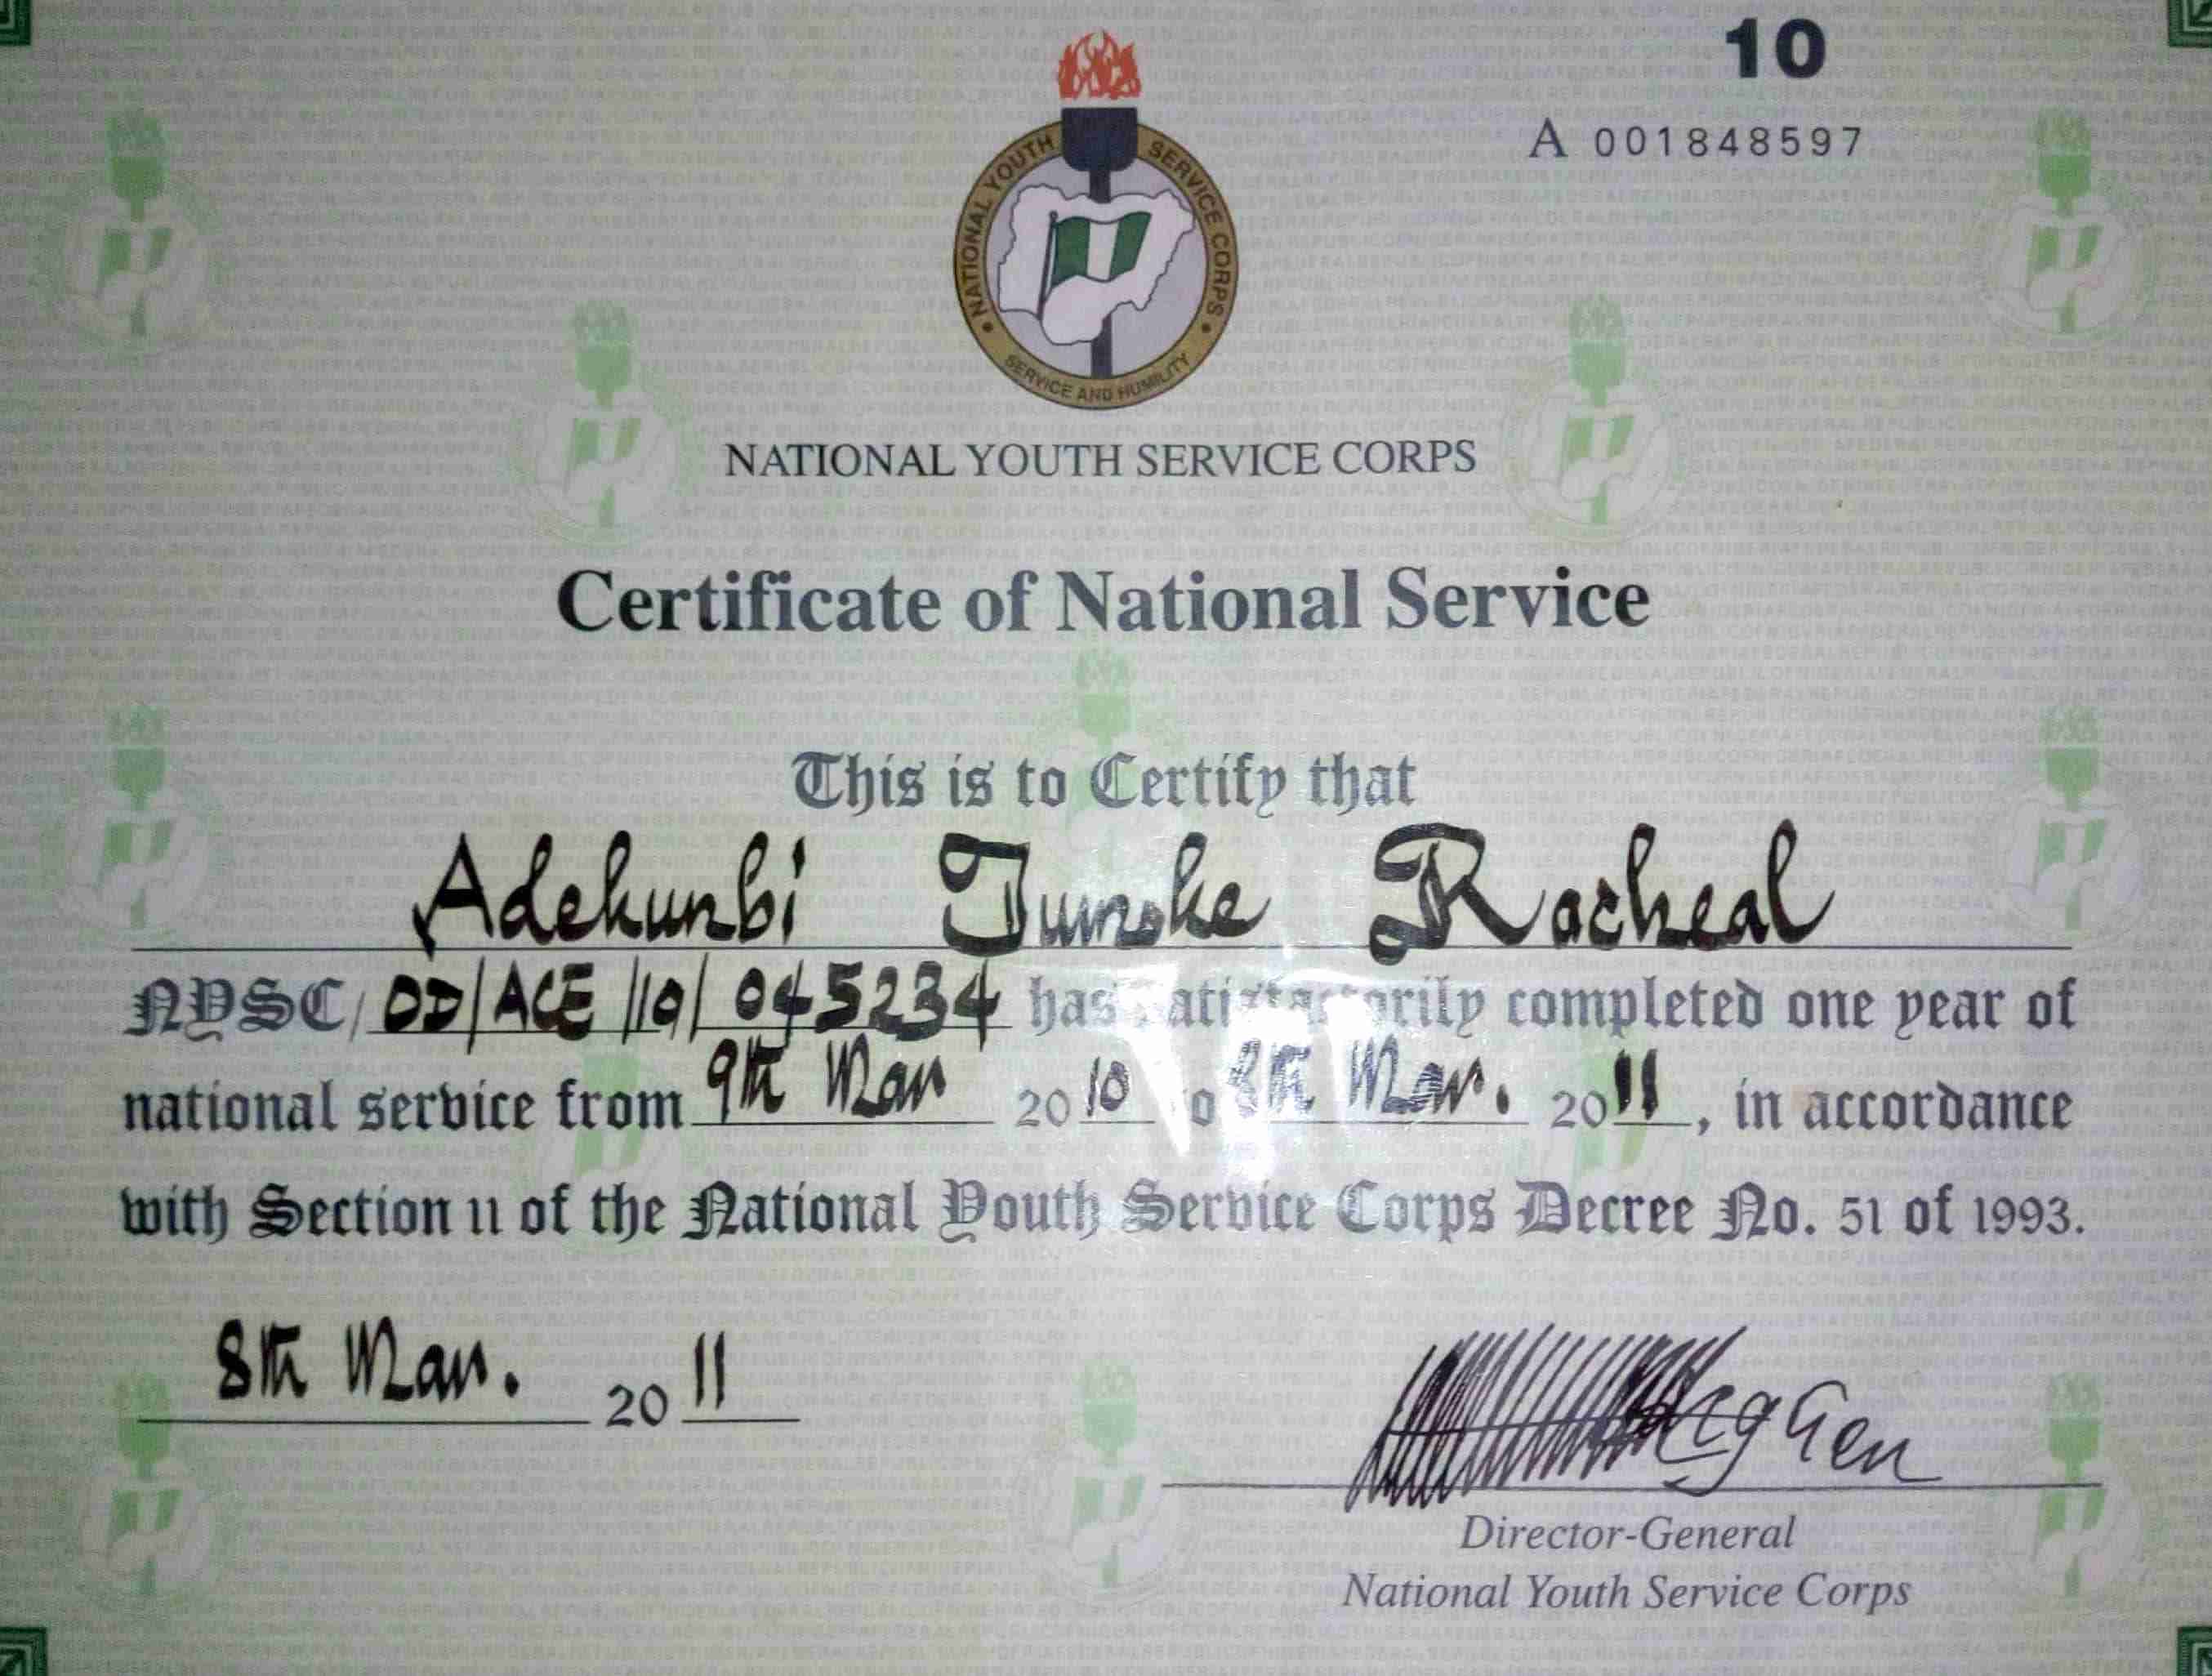 10
A 001848597
NATIONAL YOUTH SERVICE CORPS
SERVICE AND HUMILITY
NATIONAL YOUTH SERVICE CORPS
Certificate of National Service
This is to Certify that
Adekunbi Racheal
NYSC/ OD/ACE/10/045234 has satisfactorily completed one year of
national service from 9th Mar 2010 to 8th Mar. 2011, in accordance
with Section 11 of the National Youth Service Corps Decree No. 51 of 1993.
8th Mar. 2011
Director-General
National Youth Service Corps